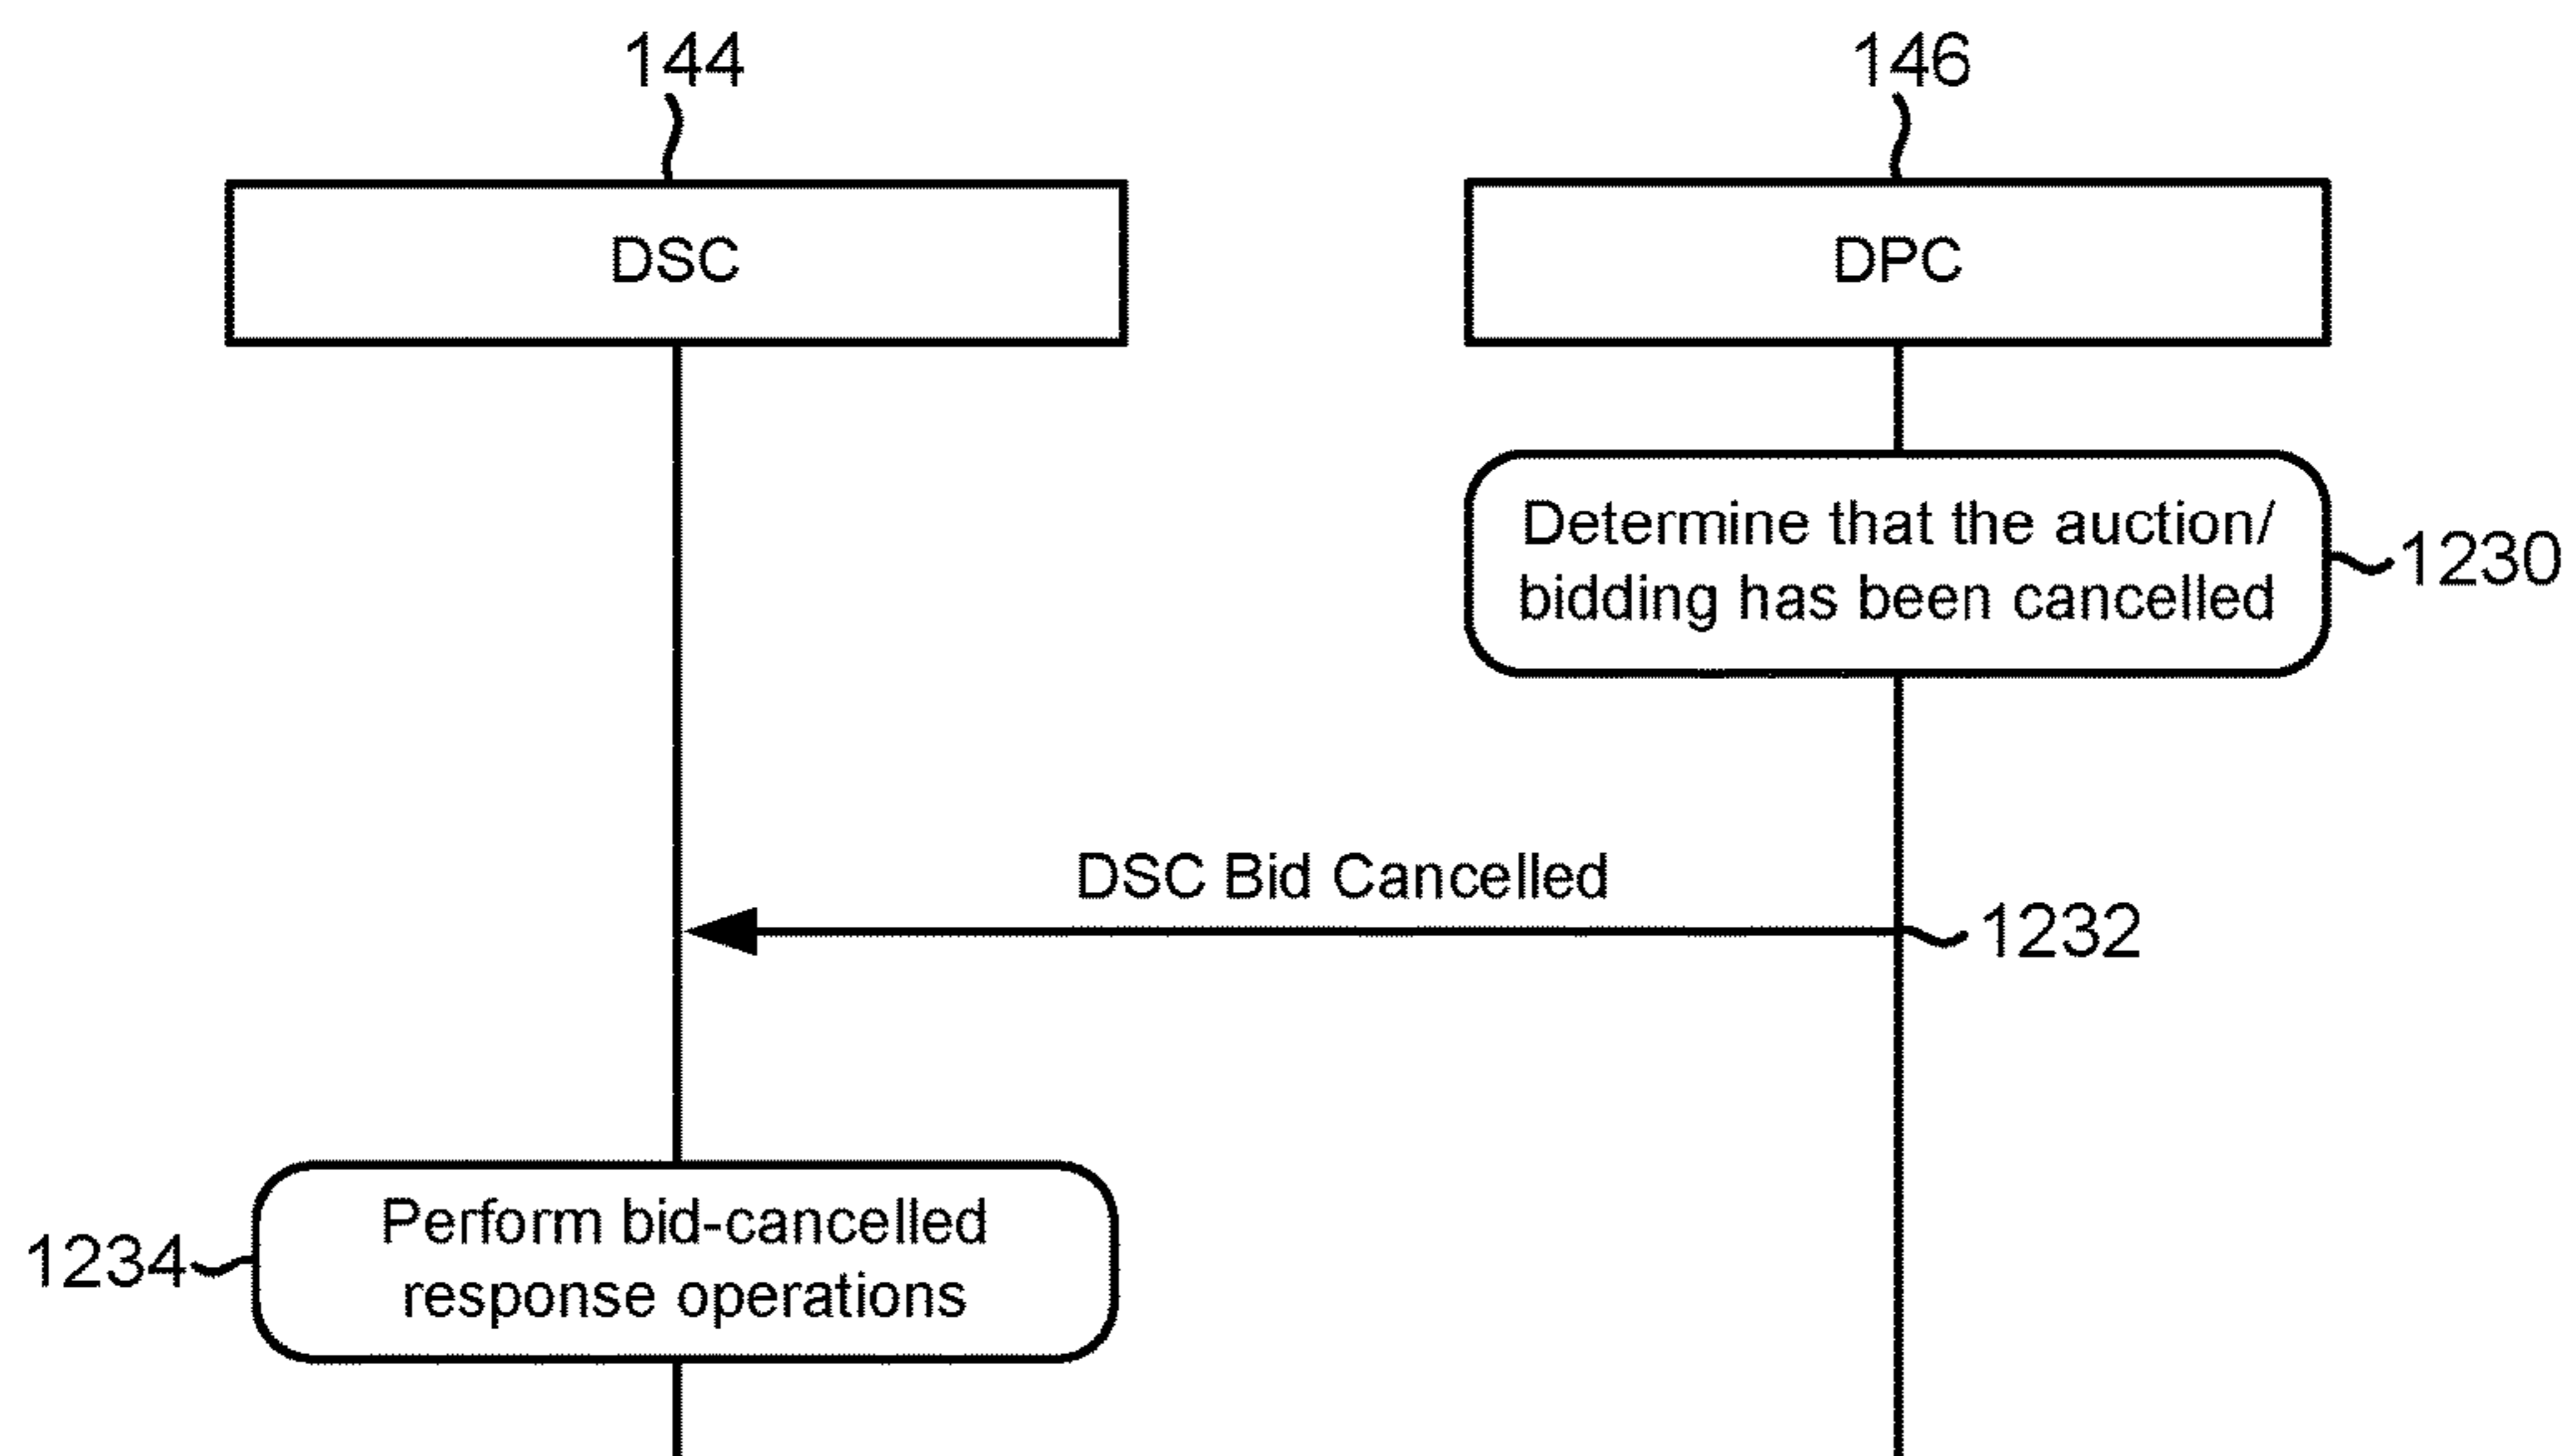 144
146
DSC
DPC
Determine that the auction/
bidding has been cancelled
1230
DSC Bid Cancelled
1232
1234
Perform bid-cancelled
response operations